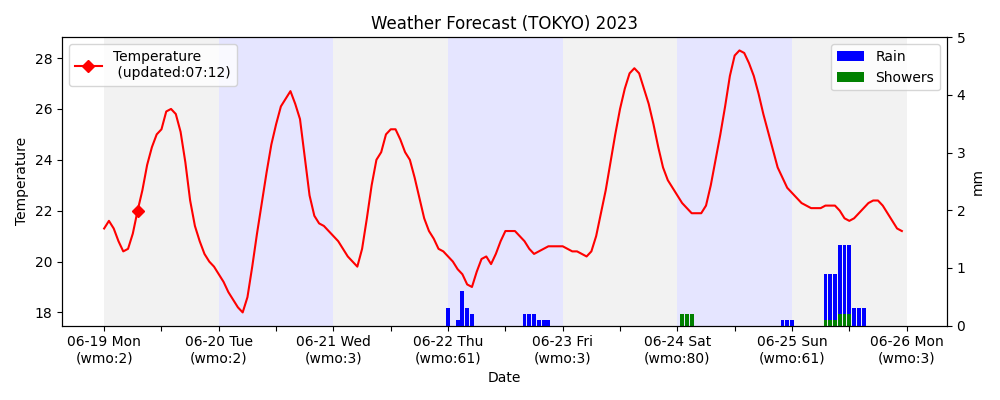 Weather Forecast (TOKYO) 2023
Temperature
(updated:07:12)
Rain
Showers
Temperature
28
26
24
22
20
18
5
4
3
2
1
0
mm
06-19 Mon
(wmo:2)
06-20 Tue
(wmo:2)
06-21 Wed
(wmo:3)
06-22 Thu
(wmo:61)
06-23 Fri
(wmo:3)
06-24 Sat
(wmo:80)
06-25 Sun
(wmo:61)
06-26 Mon
(wmo:3)
Date